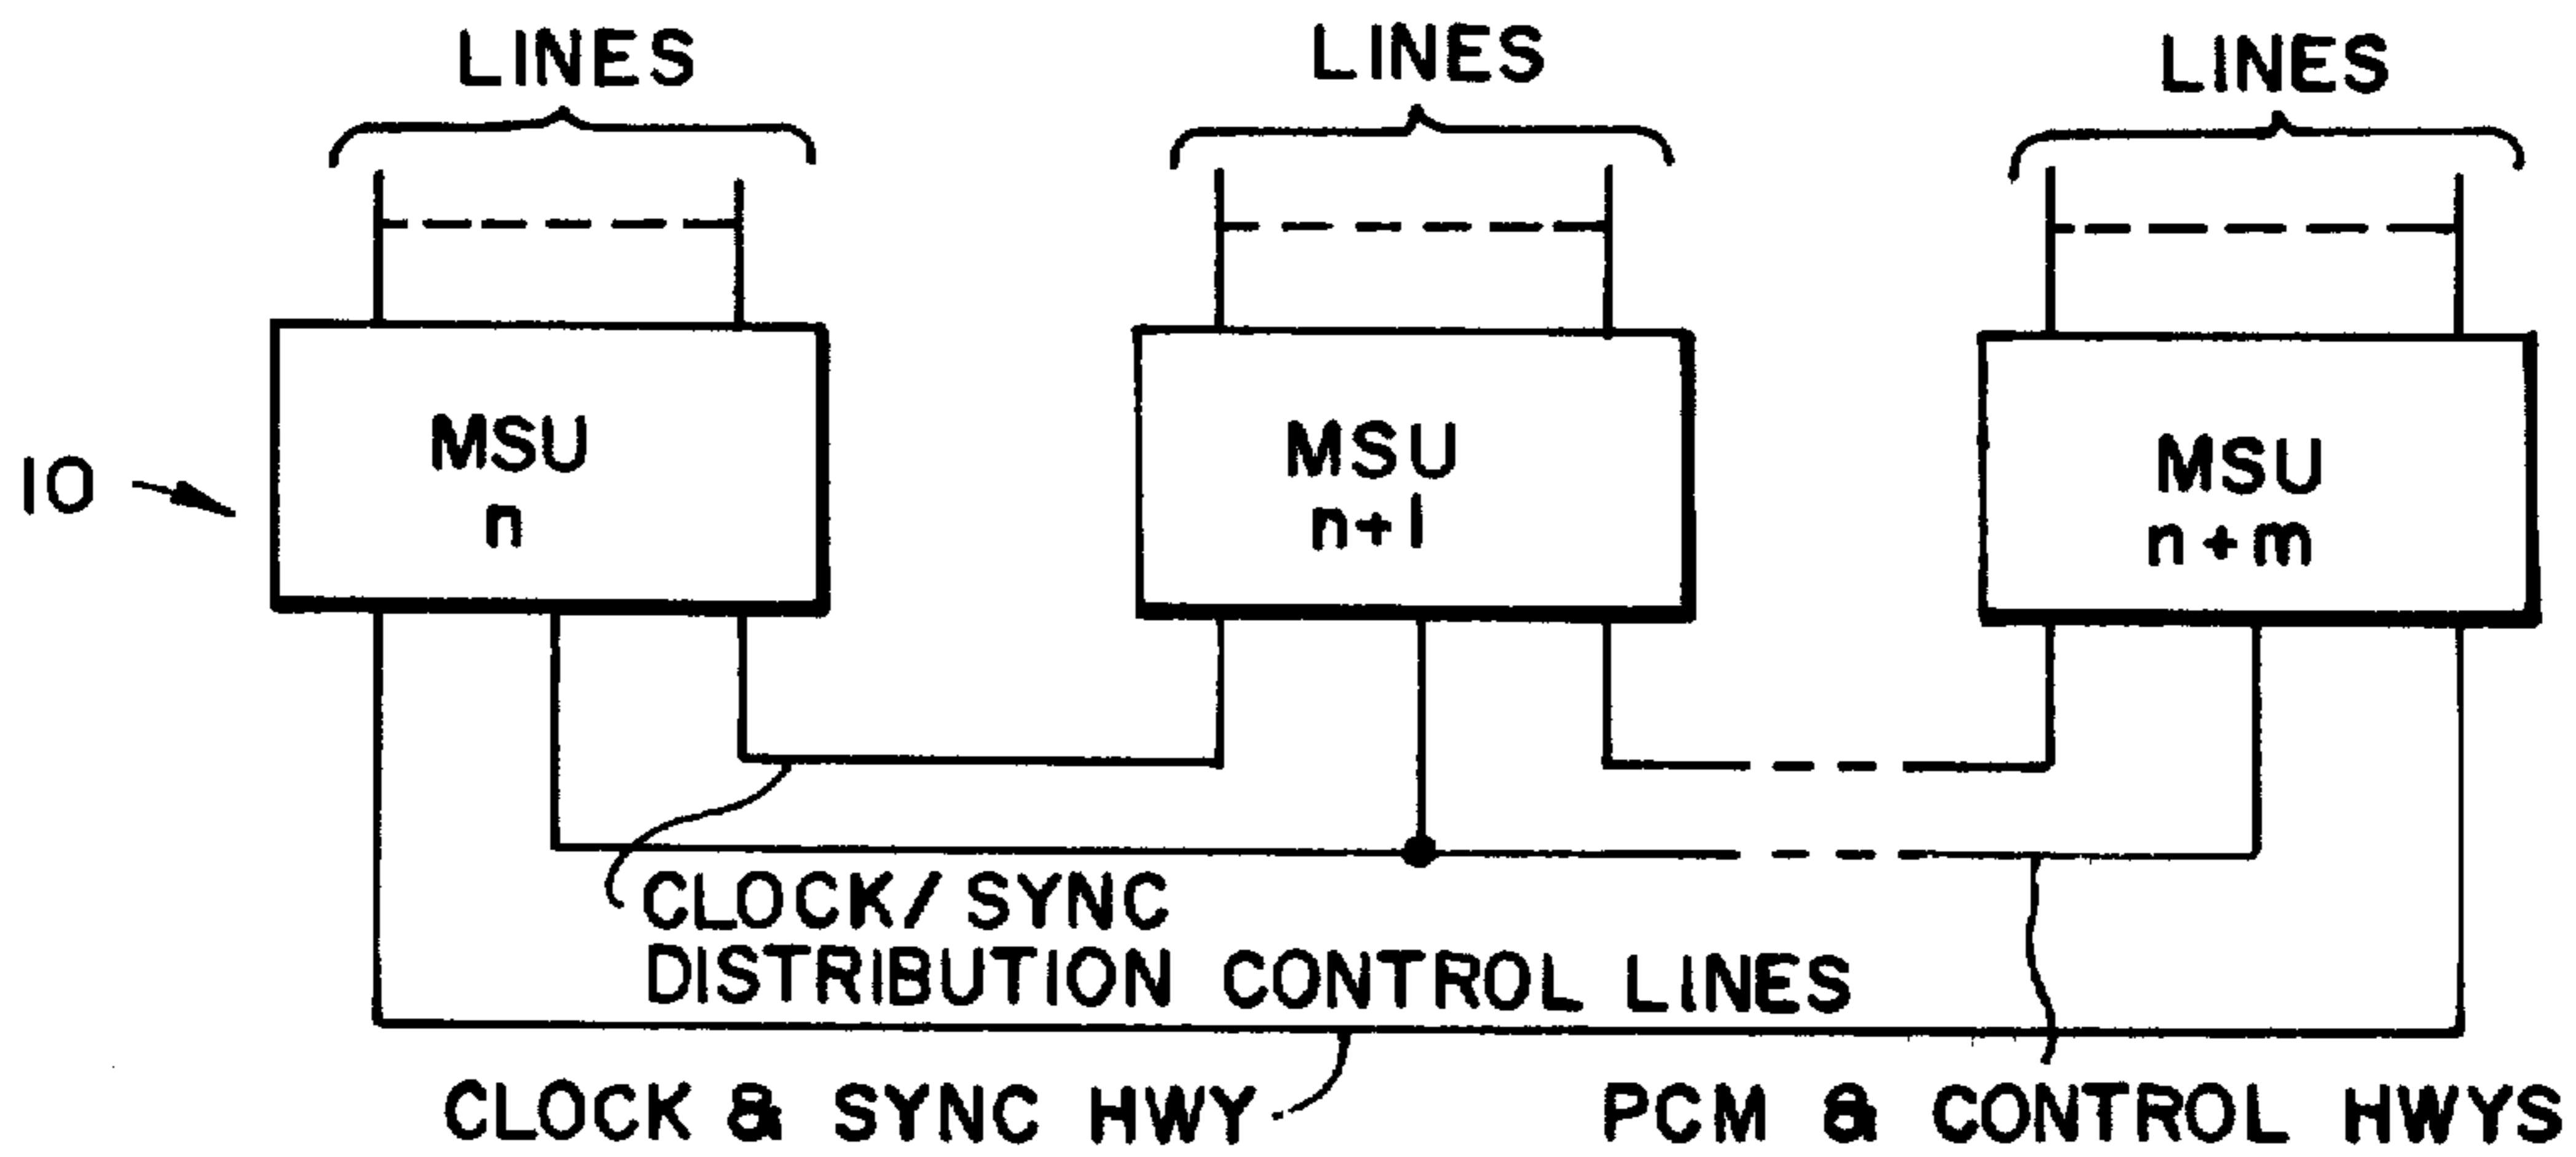 LINES
LINES
LINES
10
MSU
n
MSU
n+1
MSU
n+m
CLOCK/SYNC
DISTRIBUTION CONTROL LINES
CLOCK & SYNC HWY
PCM & CONTROL HWYS